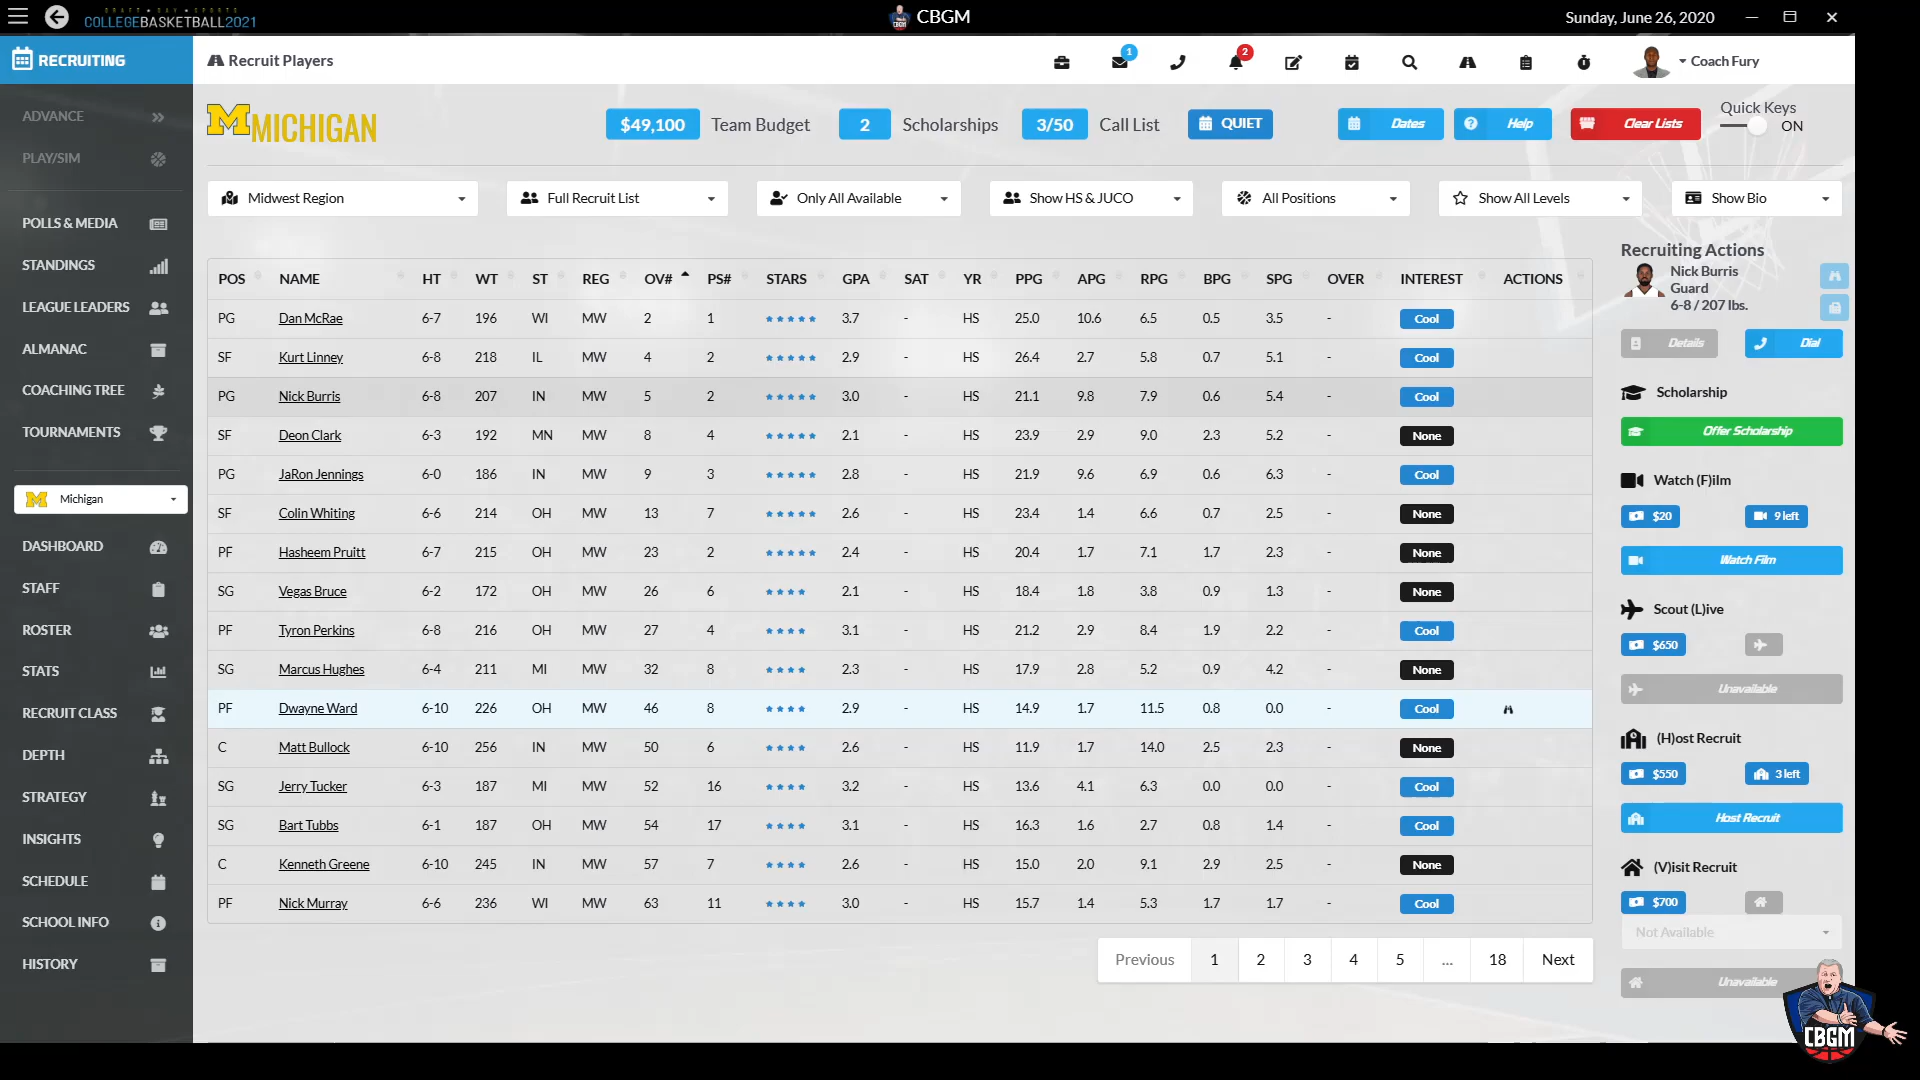 DRAFT · DAY · SPORTS
COLLEGEBASKETBALL2021
CBGM
Sunday, June 26, 2020
RECRUITING
Recruit Players
1
2
Coach Fury
ADVANCE
PLAY/SIM
POLLS & MEDIA
STANDINGS
LEAGUE LEADERS
ALMANAC
COACHING TREE
TOURNAMENTS
Michigan
DASHBOARD
STAFF
ROSTER
STATS
RECRUIT CLASS
DEPTH
STRATEGY
INSIGHTS
SCHEDULE
SCHOOL INFO
HISTORY
M MICHIGAN
$49,100 Team Budget 2 Scholarships 3/50 Call List QUIET Dates Help Clear Lists Quick Keys ON
Midwest Region Full Recruit List Only All Available Show HS & JUCO All Positions Show All Levels Show Bio
POS NAME HT WT ST REG OV# PS# STARS GPA SAT YR PPG APG RPG BPG SPG OVER INTEREST ACTIONS
PG Dan McRae 6-7 196 WI MW 2 1 3.7 - HS 25.0 10.6 6.5 0.5 3.5 - Cool
SF Kurt Linney 6-8 218 IL MW 4 2 2.9 - HS 26.4 2.7 5.8 0.7 5.1 - Cool
PG Nick Burris 6-8 207 IN MW 5 2 3.0 - HS 21.1 9.8 7.9 0.6 5.4 - Cool
SF Deon Clark 6-3 192 MN MW 8 4 2.1 - HS 23.9 2.9 9.0 2.3 5.2 - None
PG JaRon Jennings 6-0 186 IN MW 9 3 2.8 - HS 21.9 9.6 6.9 0.6 6.3 - Cool
SF Colin Whiting 6-6 214 OH MW 13 7 2.6 - HS 23.4 1.4 6.6 0.7 2.5 - None
PF Hasheem Pruitt 6-7 215 OH MW 23 2 2.4 - HS 20.4 1.7 7.1 1.7 2.3 - None
SG Vegas Bruce 6-2 172 OH MW 26 6 2.1 - HS 18.4 1.8 3.8 0.9 1.3 - None
PF Tyron Perkins 6-8 216 OH MW 27 4 3.1 - HS 21.2 2.9 8.4 1.9 2.2 - Cool
SG Marcus Hughes 6-4 211 MI MW 32 8 2.3 - HS 17.9 2.8 5.2 0.9 4.2 - None
PF Dwayne Ward 6-10 226 OH MW 46 8 2.9 - HS 14.9 1.7 11.5 0.8 0.0 - Cool
C Matt Bullock 6-10 256 IN MW 50 6 2.6 - HS 11.9 1.7 14.0 2.5 2.3 - None
SG Jerry Tucker 6-3 187 MI MW 52 16 3.2 - HS 13.6 4.1 6.3 0.0 0.0 - Cool
SG Bart Tubbs 6-1 187 OH MW 54 17 3.1 - HS 16.3 1.6 2.7 0.8 1.4 - Cool
C Kenneth Greene 6-10 245 IN MW 57 7 2.6 - HS 15.0 2.0 9.1 2.9 2.5 - None
PF Nick Murray 6-6 236 WI MW 63 11 3.0 - HS 15.7 1.4 5.3 1.7 1.7 - Cool
Previous 1 2 3 4 5 ... 18 Next
Recruiting Actions
Nick Burris
Guard
6-8 / 207 lbs.
Details Dial
Scholarship
Offer Scholarship
Watch (F)ilm
$20 9 left
Watch Film
Scout (L)ive
$650
Unavailable
(H)ost Recruit
$550 3 left
Host Recruit
(V)isit Recruit
$700
Not Available
Unavailable
CBGM